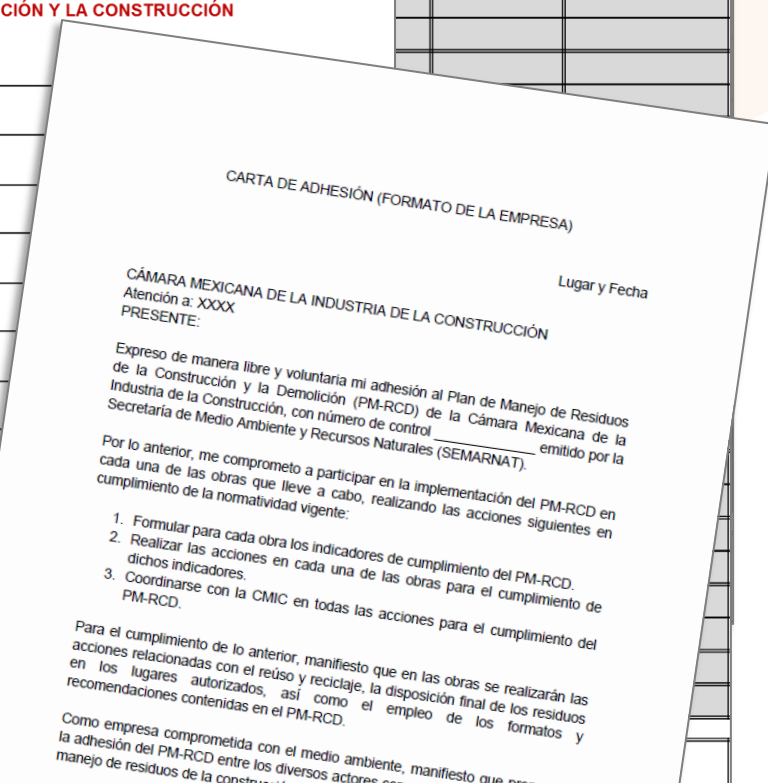 CIÓN Y LA CONSTRUCCIÓN
CARTA DE ADHESIÓN (FORMATO DE LA EMPRESA)
Lugar y Fecha
CÁMARA MEXICANA DE LA INDUSTRIA DE LA CONSTRUCCIÓN
Atención a: XXXX
PRESENTE:
Expreso de manera libre y voluntaria mi adhesión al Plan de Manejo de Residuos
de la Construcción y la Demolición (PM-RCD) de la Cámara Mexicana de la
Industria de la Construcción, con número de control ____________ emitido por la
Secretaría de Medio Ambiente y Recursos Naturales (SEMARNAT).
Por lo anterior, me comprometo a participar en la implementación del PM-RCD en
cada una de las obras que lleve a cabo, realizando las acciones siguientes en
cumplimiento de la normatividad vigente:
1. Formular para cada obra los indicadores de cumplimiento del PM-RCD.
2. Realizar las acciones en cada una de las obras para el cumplimiento de
dichos indicadores.
3. Coordinarse con la CMIC en todas las acciones para el cumplimiento del
PM-RCD.
Para el cumplimiento de lo anterior, manifiesto que en las obras se realizarán las
acciones relacionadas con el reúso y reciclaje, la disposición final de los residuos
en los lugares autorizados, así como el empleo de los formatos y
recomendaciones contenidas en el PM-RCD.
Como empresa comprometida con el medio ambiente, manifiesto que
la adhesión del PM-RCD entre los diversos actores
manejo de residuos de la